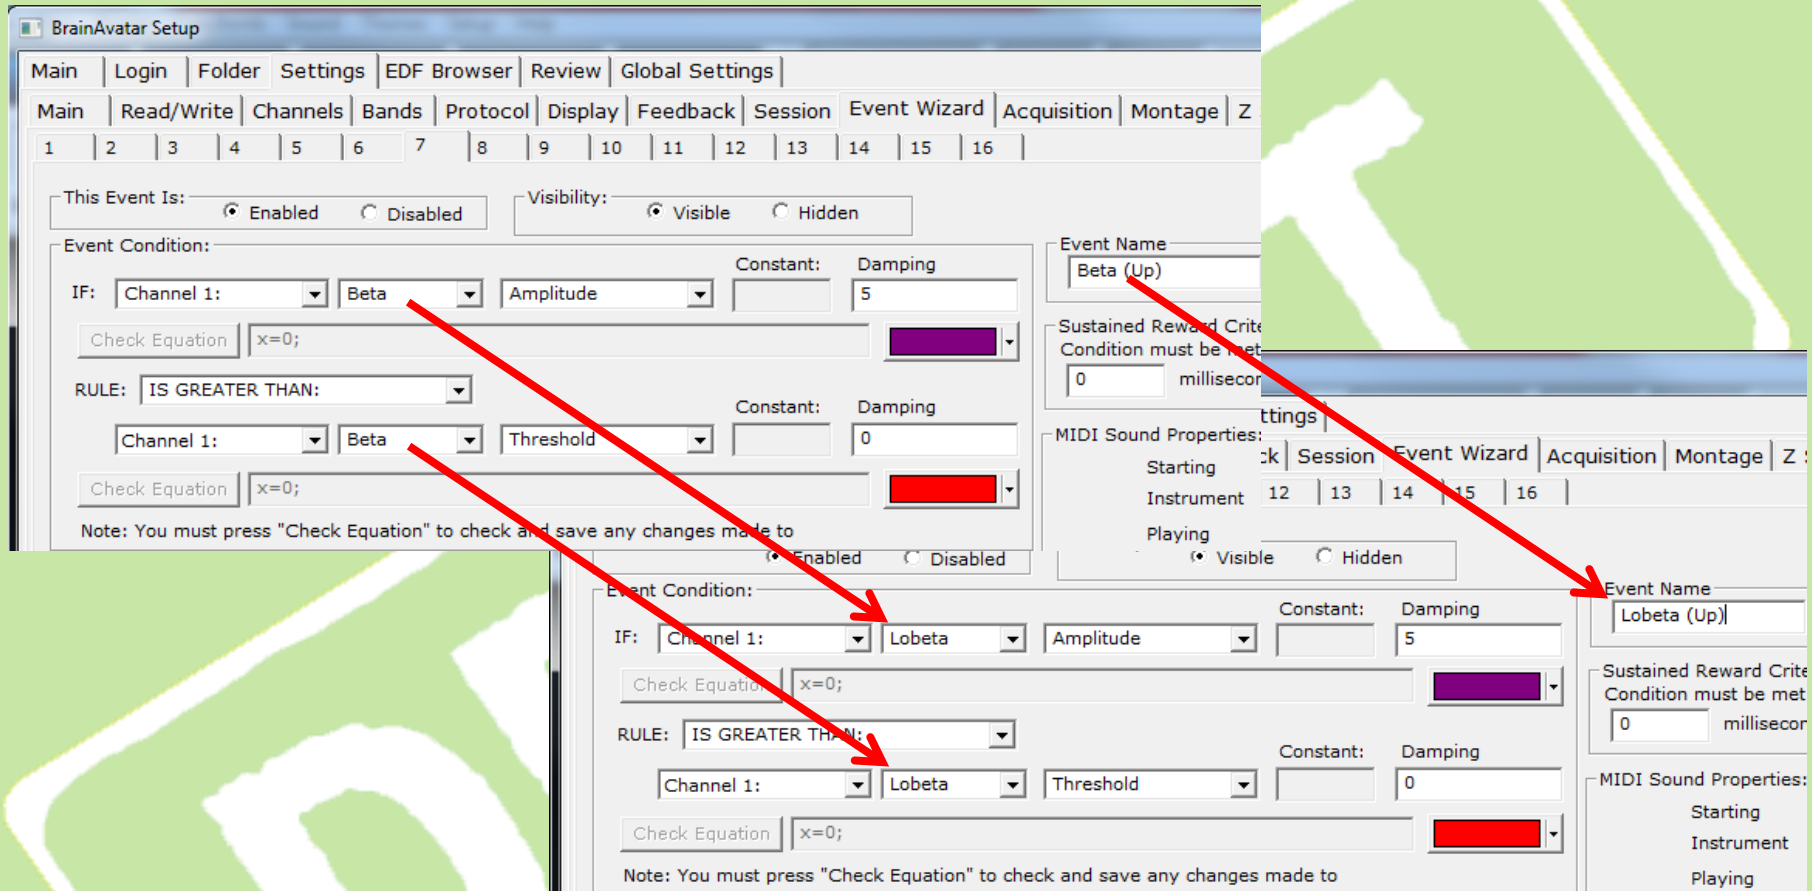 BrainAvatar Setup
Main Login Folder Settings EDF Browser Review Global Settings
Main Read/Write Channels Bands Protocol Display Feedback Session Event Wizard Acquisition Montage Z
1 2 3 4 5 6 7 8 9 10 11 12 13 14 15 16
This Event Is: Enabled Disabled Visibility: Visible Hidden
Event Condition: Event Name
Constant: Damping Beta (Up)
IF: Channel 1: Beta Amplitude 5
Check Equation x=0; Sustained Reward Crite
Condition must be met
RULE: IS GREATER THAN: 0 millisecon
Constant: Damping
Channel 1: Beta Threshold 0 MIDI Sound Properties:
Starting
Check Equation x=0; Instrument
Note: You must press "Check Equation" to check and save any changes made to Playing
ttings
ck Session Event Wizard Acquisition Montage Z S
12 13 14 15 16
Enabled Disabled Visible Hidden
Event Condition: Event Name
Constant: Damping Lobeta (Up)
IF: Channel 1: Lobeta Amplitude 5
Check Equation x=0; Sustained Reward Crite
Condition must be met
RULE: IS GREATER THAN: 0 millisecon
Constant: Damping
Channel 1: Lobeta Threshold 0 MIDI Sound Properties:
Starting
Check Equation x=0; Instrument
Note: You must press "Check Equation" to check and save any changes made to Playing